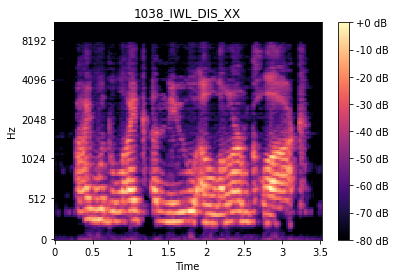 1038_IWL_DIS_XX
+0 dB
8192
-10 dB
4096
-20 dB
-30 dB
2048
Hz
-40 dB
1024
-50 dB
512
-60 dB
-70 dB
0
-80 dB
0 0.5 1 1.5 2 2.5 3 3.5
Time